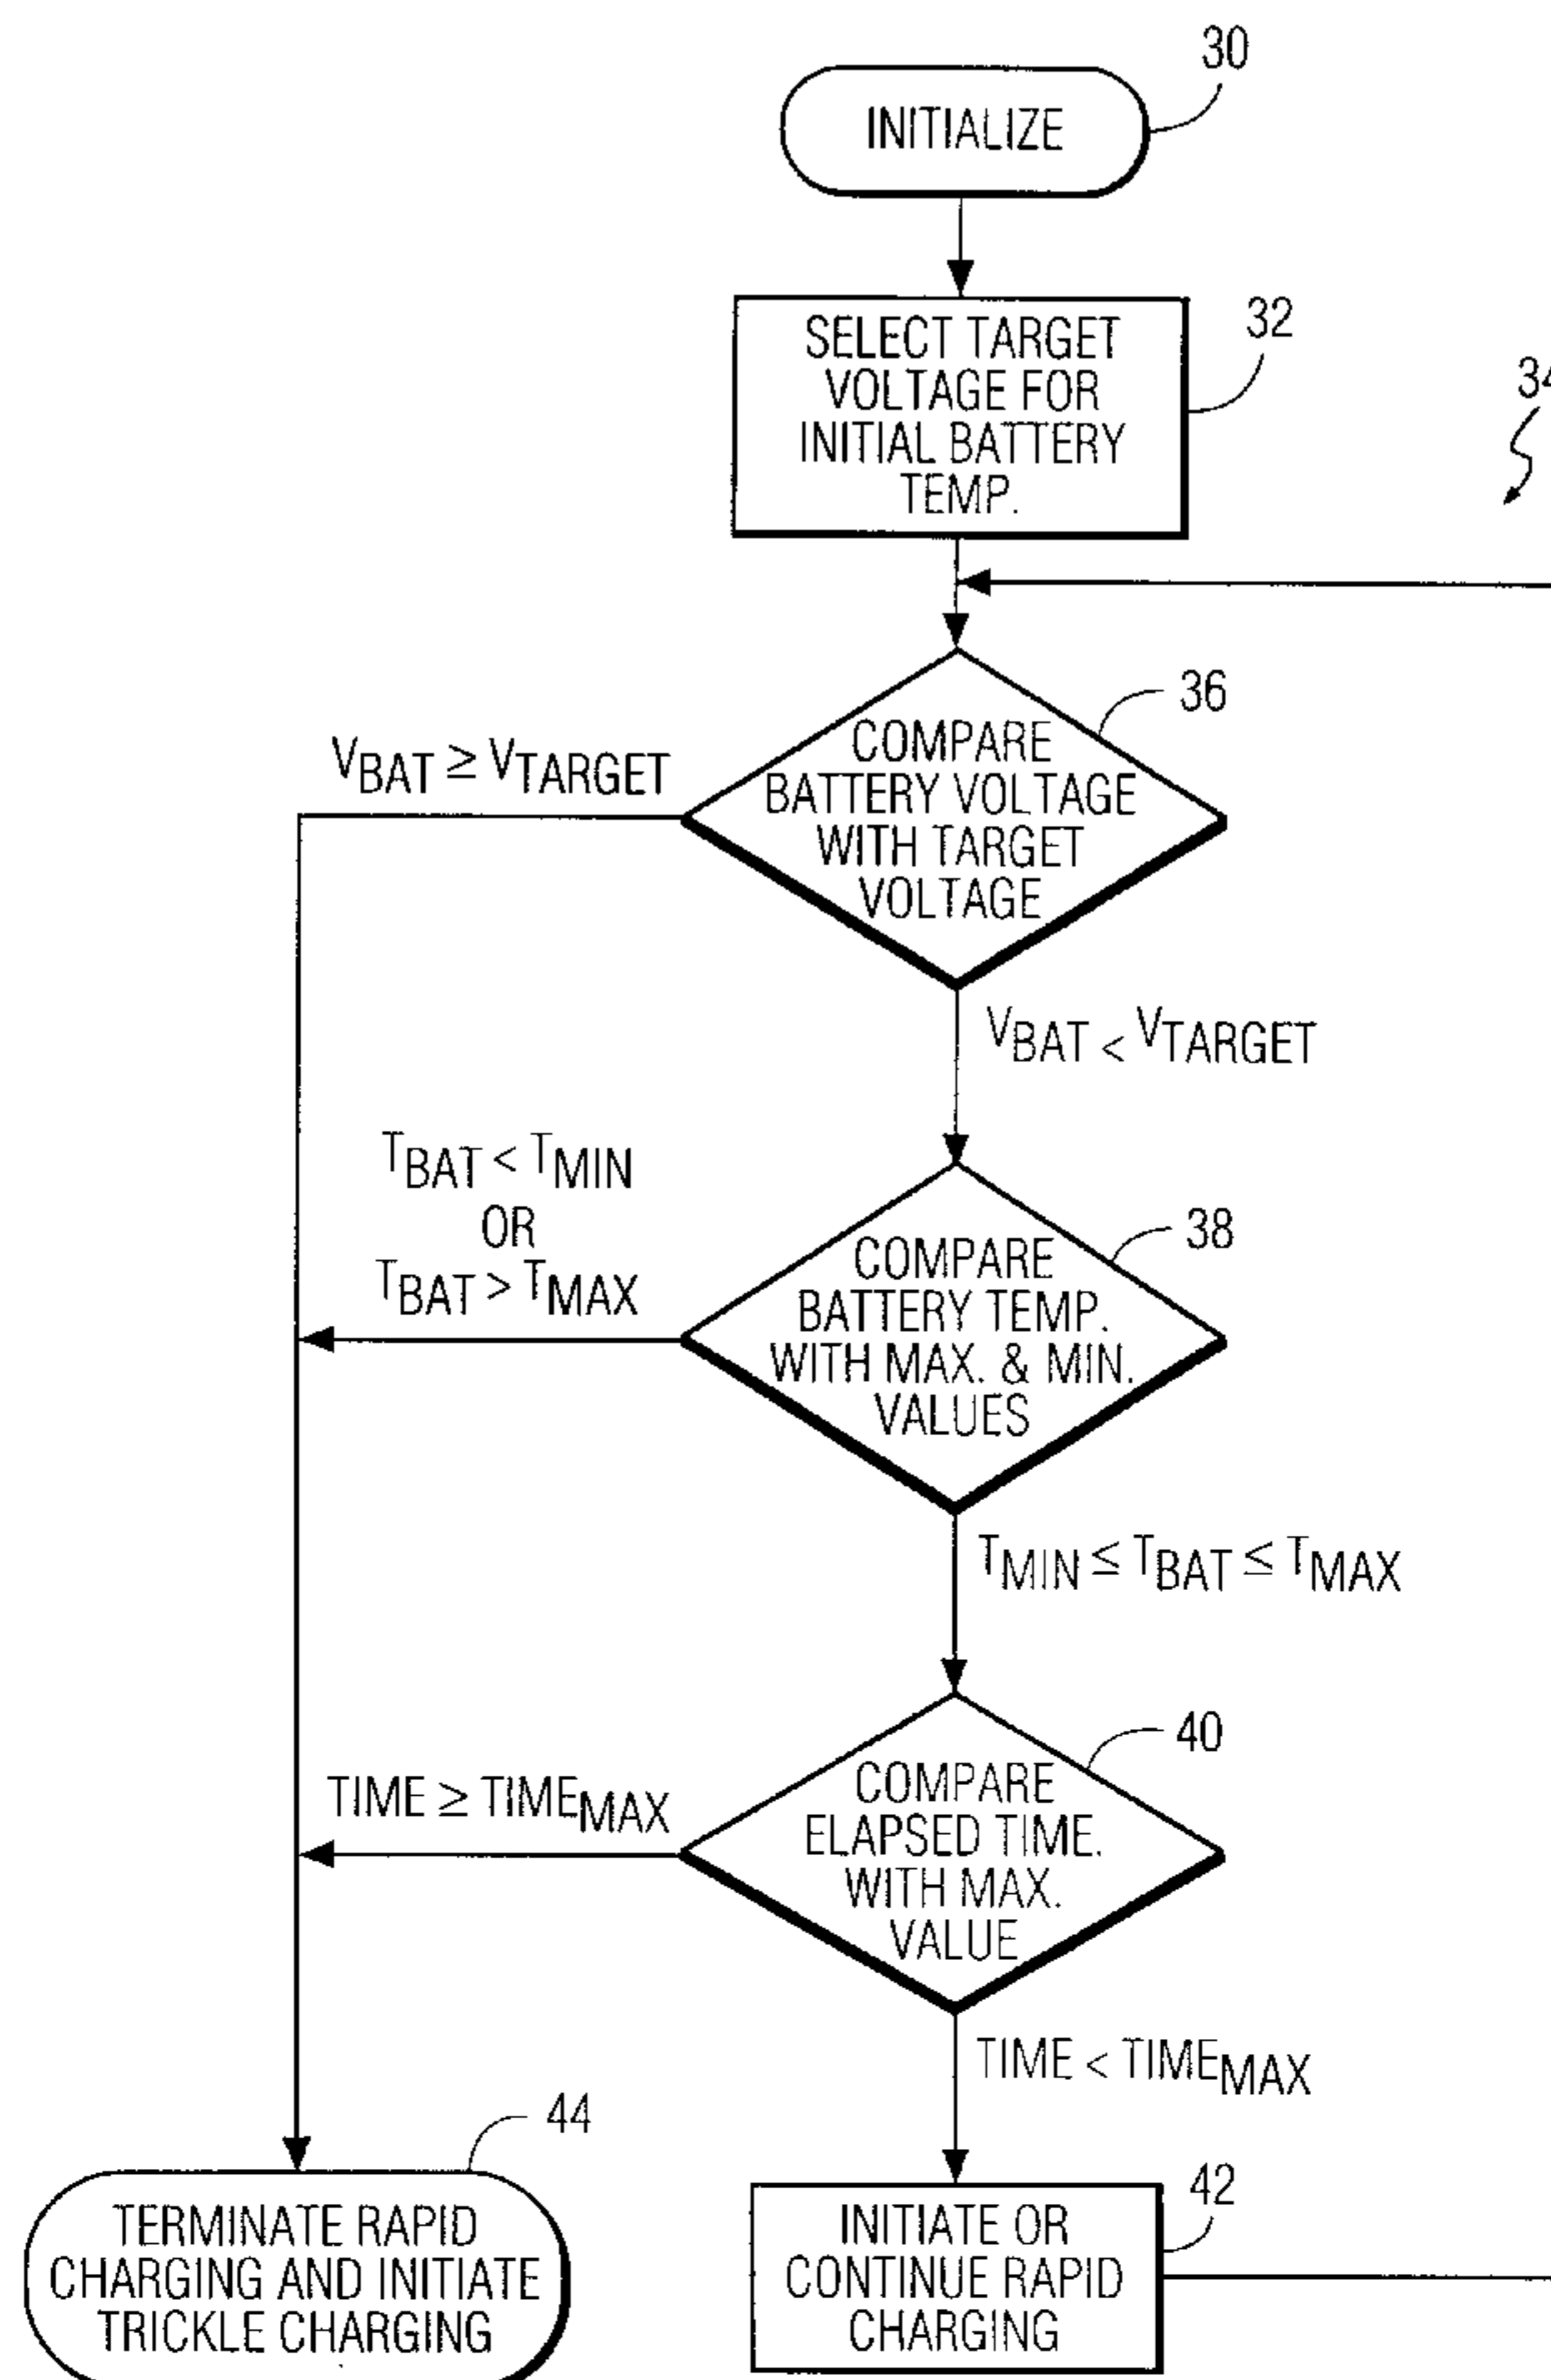 30
INITIALIZE
32
SELECT TARGET
VOLTAGE FOR
INITIAL BATTERY
TEMP.
34
36
COMPARE
BATTERY VOLTAGE
WITH TARGET
VOLTAGE
VBAT ≥ VTARGET
VBAT < VTARGET
TBAT < TMIN
OR
TBAT > TMAX
38
COMPARE
BATTERY TEMP.
WITH MAX. & MIN.
VALUES
TMIN ≤ TBAT ≤ TMAX
40
COMPARE
ELAPSED TIME.
WITH MAX.
VALUE
TIME ≥ TIMEMAX
TIME < TIMEMAX
44
TERMINATE RAPID
CHARGING AND INITIATE
TRICKLE CHARGING
42
INITIATE OR
CONTINUE RAPID
CHARGING